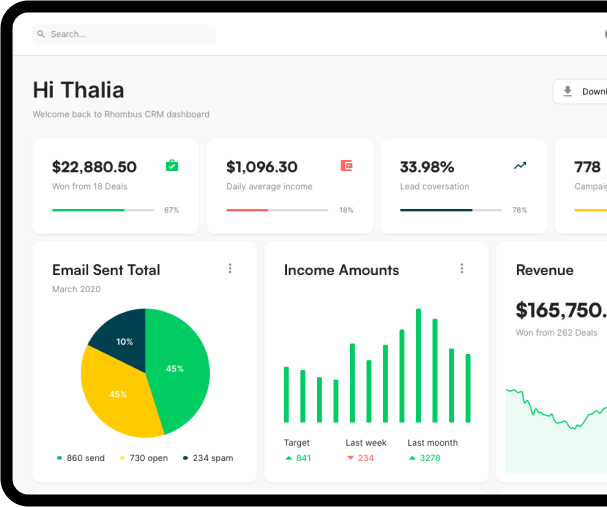 Search...
Hi Thalia
Welcome back to Rhombus CRM dashboard
$22,880.50
Won from 18 Deals
67%
$1,096.30
Daily average income
18%
33.98%
Lead coversation
78%
778
Email Sent Total
March 2020
10%
45%
45%
860 send 730 open 234 spam
Income Amounts
Target Last week Last moonth
841 234 3278
Revenue
$165,750.
Won from 262 Deals